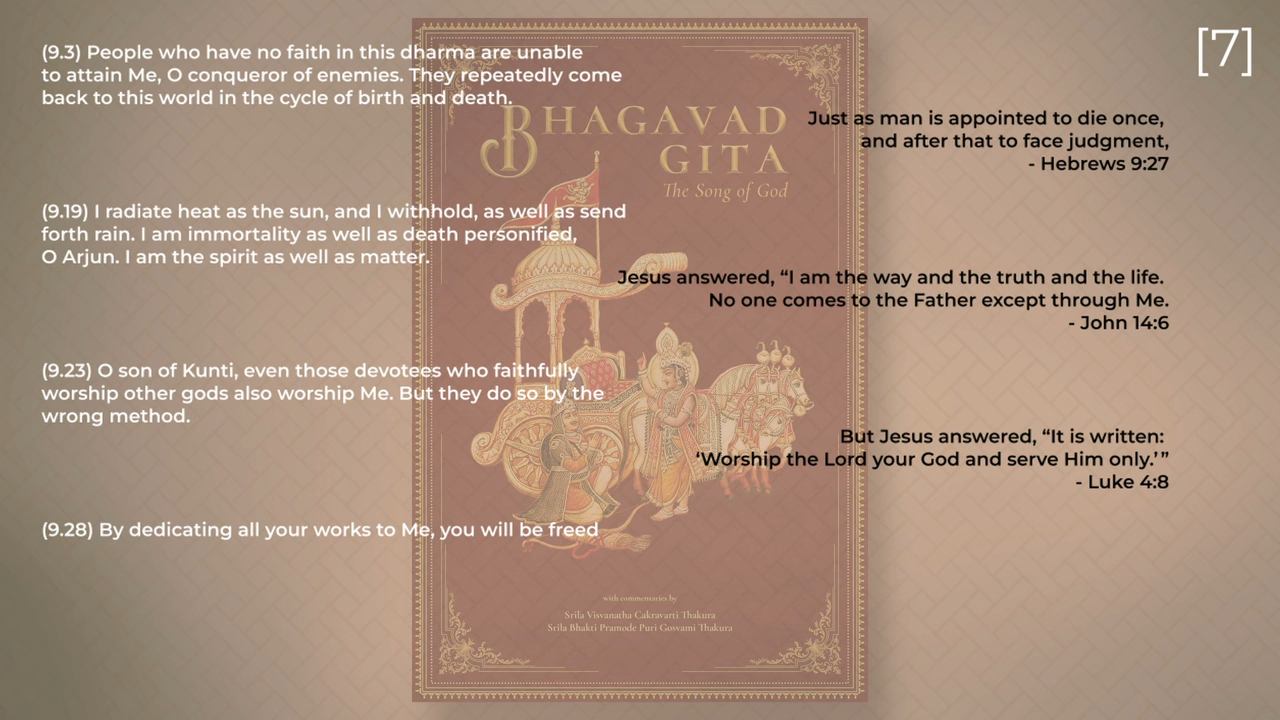 [7]
(9.3) People who have no faith in this dharma are unable
to attain Me, O conqueror of enemies. They repeatedly come
back to this world in the cycle of birth and death.
Just as man is appointed to die once,
and after that to face judgment,
- Hebrews 9:27
(9.19) I radiate heat as the sun, and I withhold, as well as send
forth rain. I am immortality as well as death personified,
O Arjun. I am the spirit as well as matter.
Jesus answered, “I am the way and the truth and the life.
No one comes to the Father except through Me.
- John 14:6
(9.23) O son of Kunti, even those devotees who faithfully
worship other gods also worship Me. But they do so by the
wrong method.
But Jesus answered, “It is written:
‘Worship the Lord your God and serve Him only.’”
- Luke 4:8
(9.28) By dedicating all your works to Me, you will be freed
BHAGAVAD
GITA
The Song of God
with commentaries by
Srila Visvanatha Cakravarti Thakura
Srila Bhakti Pramode Puri Gosvami Thakura